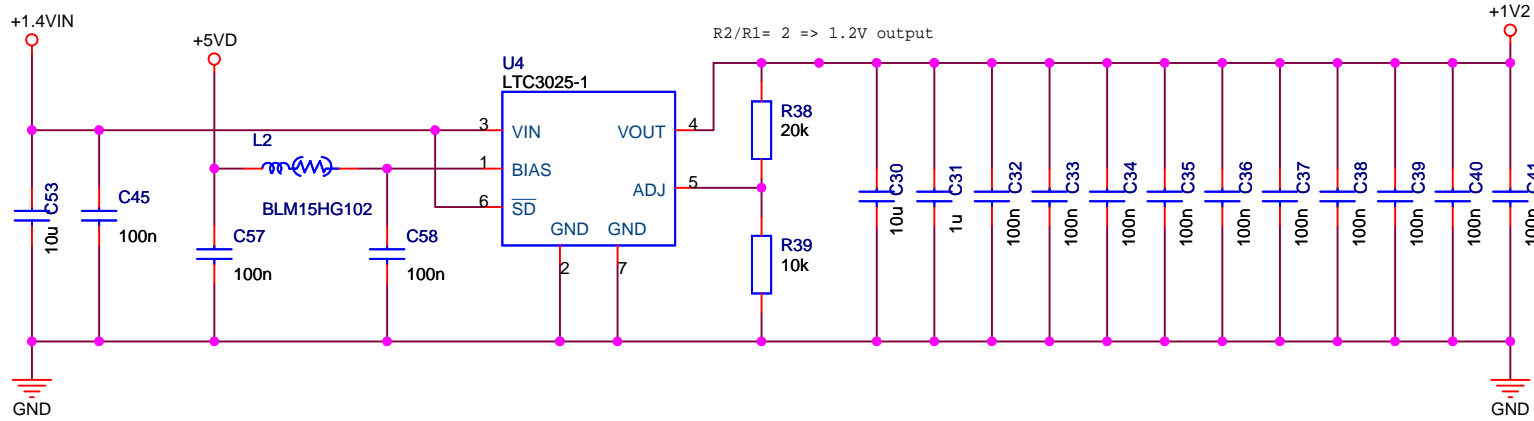 +1.4VIN
+5VD
R2/R1= 2 => 1.2V output
+1V2
U4
LTC3025-1
3
VIN
VOUT
4
1
BIAS
ADJ
5
6
SD
GND
GND
2
7
L2
BLM15HG102
C53
10u
C45
100n
C57
100n
C58
100n
R38
20k
R39
10k
C30
10u
C31
1u
C32
100n
C33
100n
C34
100n
C35
100n
C36
100n
C37
100n
C38
100n
C39
100n
C40
100n
C41
100n
GND
GND